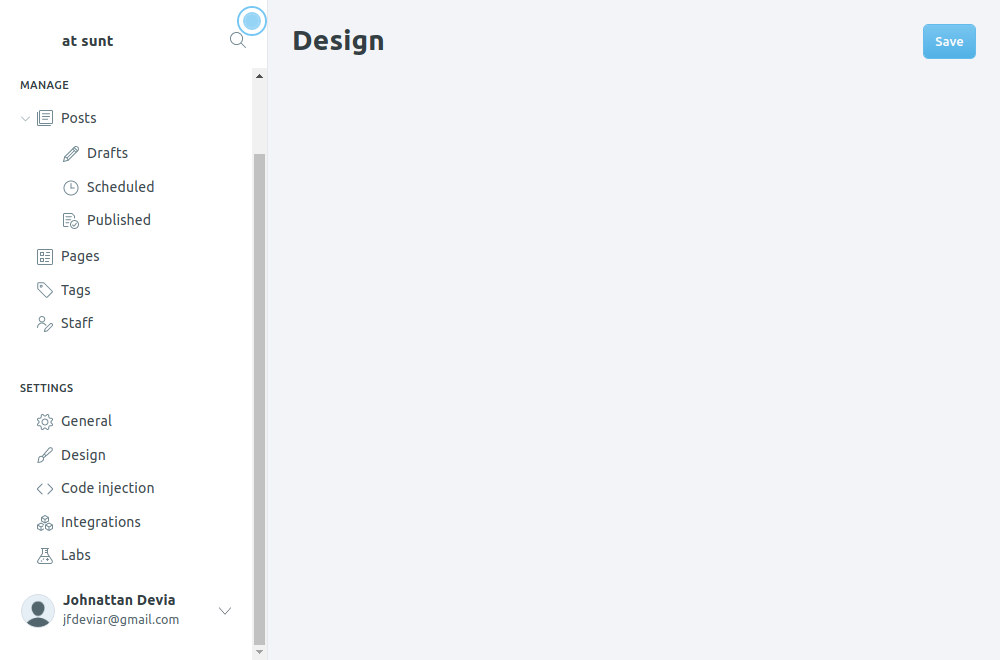 at sunt
MANAGE
Posts
Drafts
Scheduled
Published
Pages
Tags
Staff
SETTINGS
General
Design
Code injection
Integrations
Labs
Johnattan Devia
jfdeviar@gmail.com
Design
Save